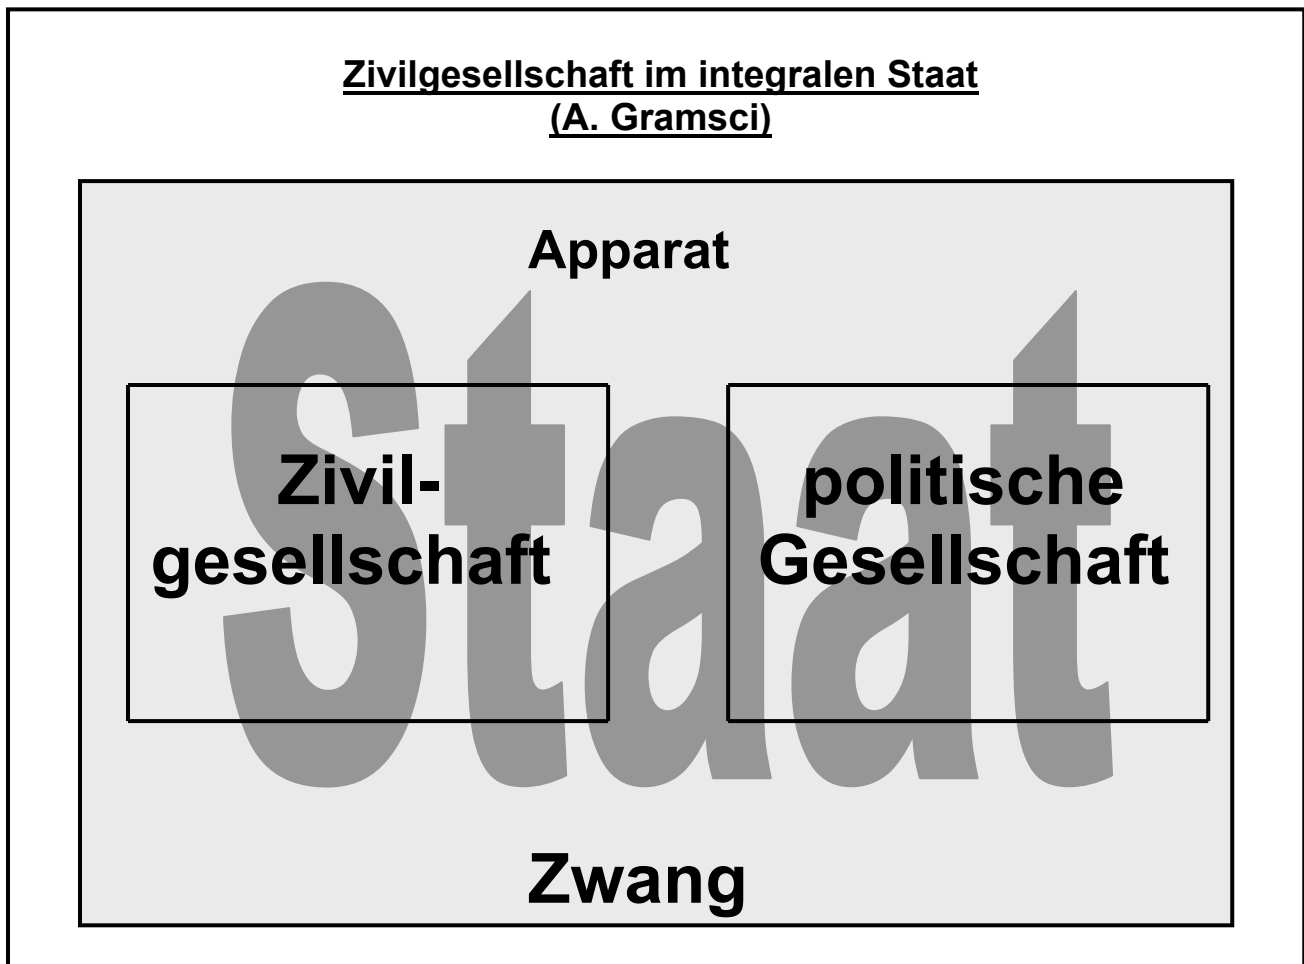 Zivilgesellschaft im integralen Staat
(A. Gramsci)
Apparat
Staat
Zivil-
gesellschaft
politische
Gesellschaft
Zwang